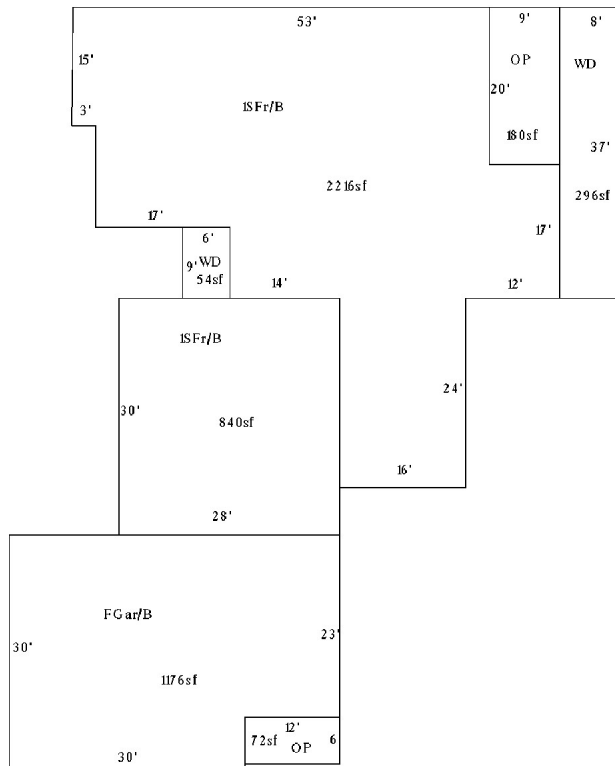 53'
9'
8'
15'
OP
WD
20'
3'
1SFr/B
180sf
37'
2216sf
296sf
17'
17'
6'
9'
WD
54sf
14'
12'
1SFr/B
24'
30'
840sf
16'
28'
FGar/B
23'
30'
1176sf
12'
72sf
6
OP
30'